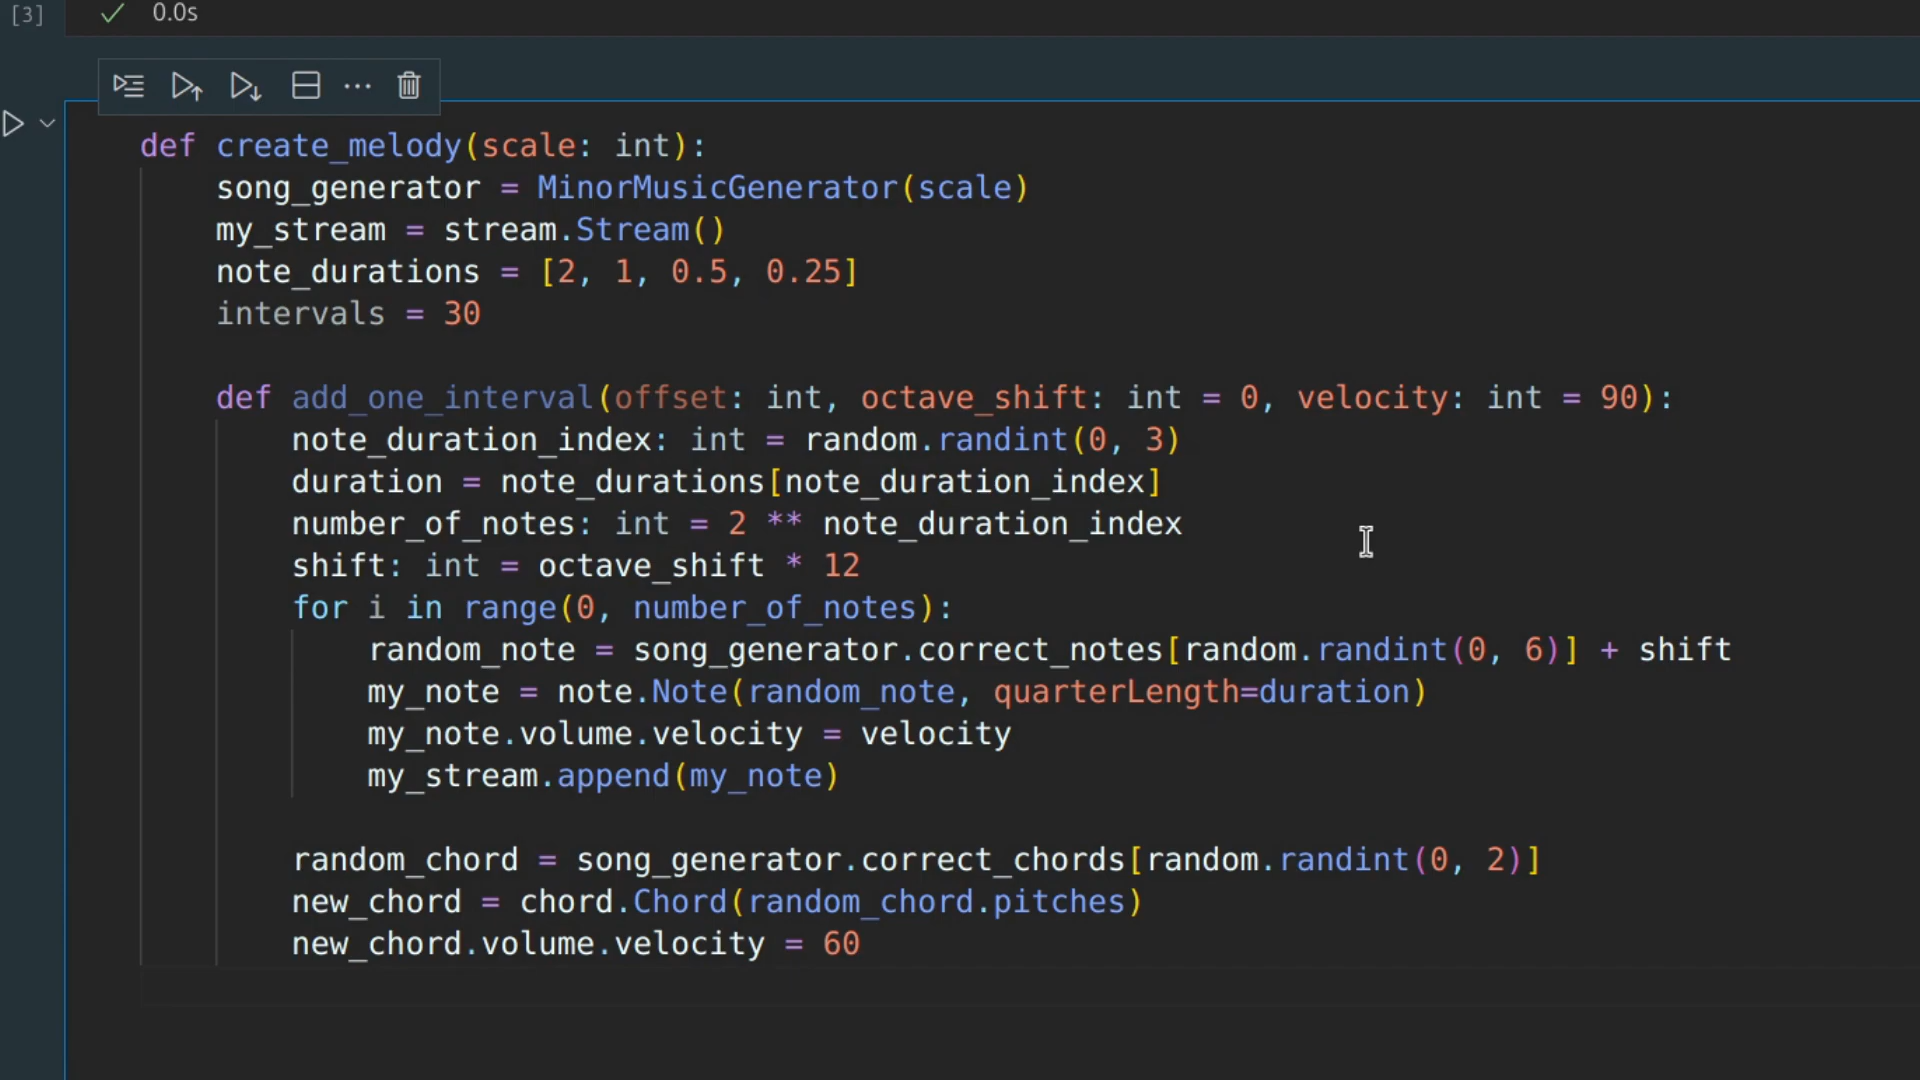 [3] 0.0s
def create_melody(scale: int):
    song_generator = MinorMusicGenerator(scale)
    my_stream = stream.Stream()
    note_durations = [2, 1, 0.5, 0.25]
    intervals = 30

    def add_one_interval(offset: int, octave_shift: int = 0, velocity: int = 90):
        note_duration_index: int = random.randint(0, 3)
        duration = note_durations[note_duration_index]
        number_of_notes: int = 2 ** note_duration_index
        shift: int = octave_shift * 12
        for i in range(0, number_of_notes):
            random_note = song_generator.correct_notes[random.randint(0, 6)] + shift
            my_note = note.Note(random_note, quarterLength=duration)
            my_note.volume.velocity = velocity
            my_stream.append(my_note)

        random_chord = song_generator.correct_chords[random.randint(0, 2)]
        new_chord = chord.Chord(random_chord.pitches)
        new_chord.volume.velocity = 60